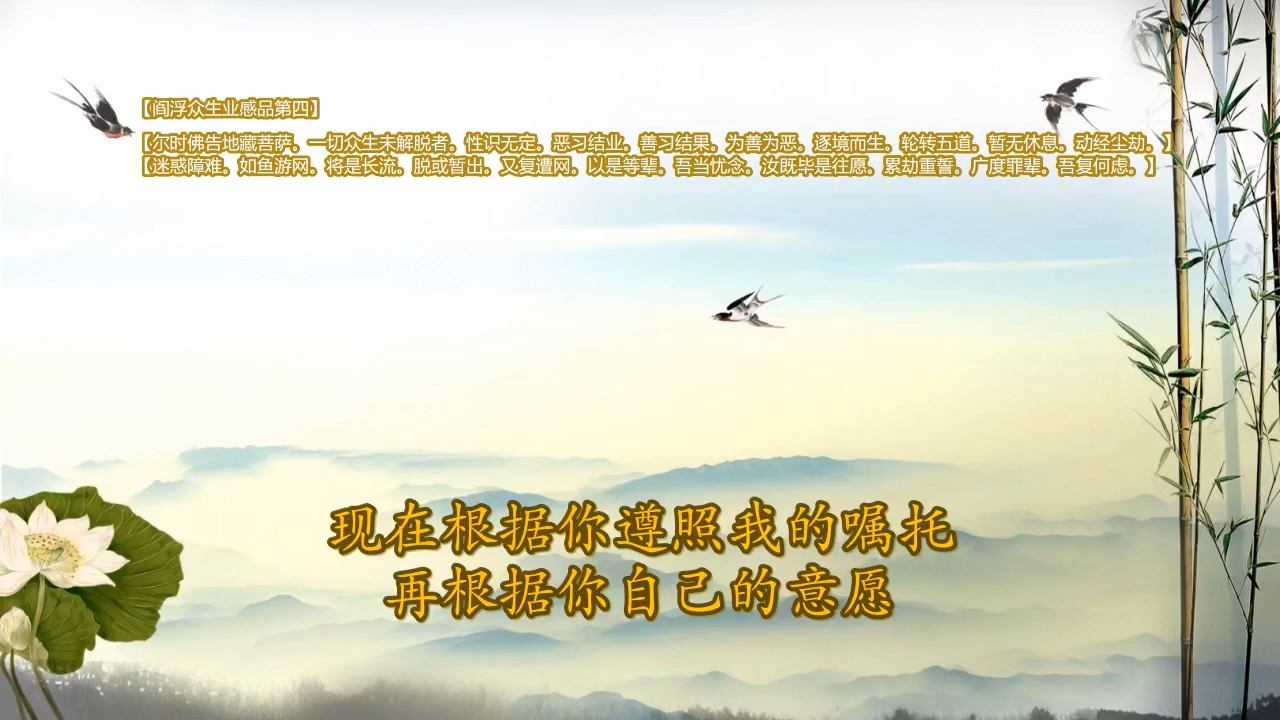 【阎浮众生业感品第四】
【尔时佛告地藏菩萨。一切众生未解脱者。性识无定。恶习结业。善习结果。为善为恶。逐境而生。轮转五道。暂无休息。动经尘劫。】
【迷惑障难。如鱼游网。将是长流。脱或暂出。又复遭网。以是等辈。吾当忧念。汝既毕是往愿。累劫重誓。广度罪辈。吾复何虑。】
现在根据你遵照我的嘱托
再根据你自己的意愿